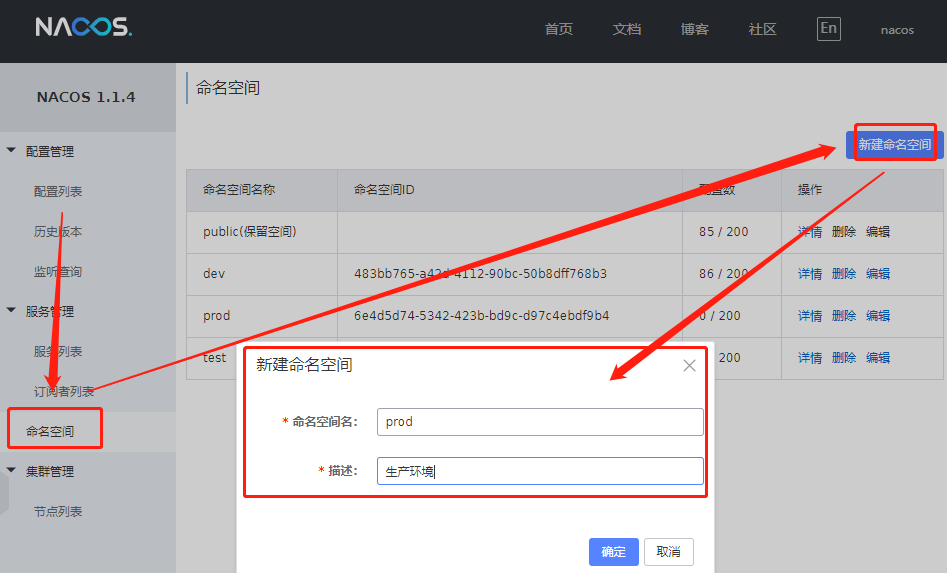 NACOS.
首页 文档 博客 社区 En nacos
NACOS 1.1.4
配置管理
配置列表
历史版本
监听查询
服务管理
服务列表
订阅者列表
命名空间
集群管理
节点列表
命名空间
新建命名空间
命名空间名称 命名空间ID 配置数 操作
public(保留空间) 85 / 200 详情 删除 编辑
dev 483bb765-a42d-4112-90bc-50b8dff768b3 86 / 200 详情 删除 编辑
prod 6e4d5d74-5342-423b-bd9c-d97c4ebdf9b4 0 / 200 详情 删除 编辑
test 200 详情 删除 编辑
新建命名空间
* 命名空间名: prod
* 描述: 生产环境
确定 取消